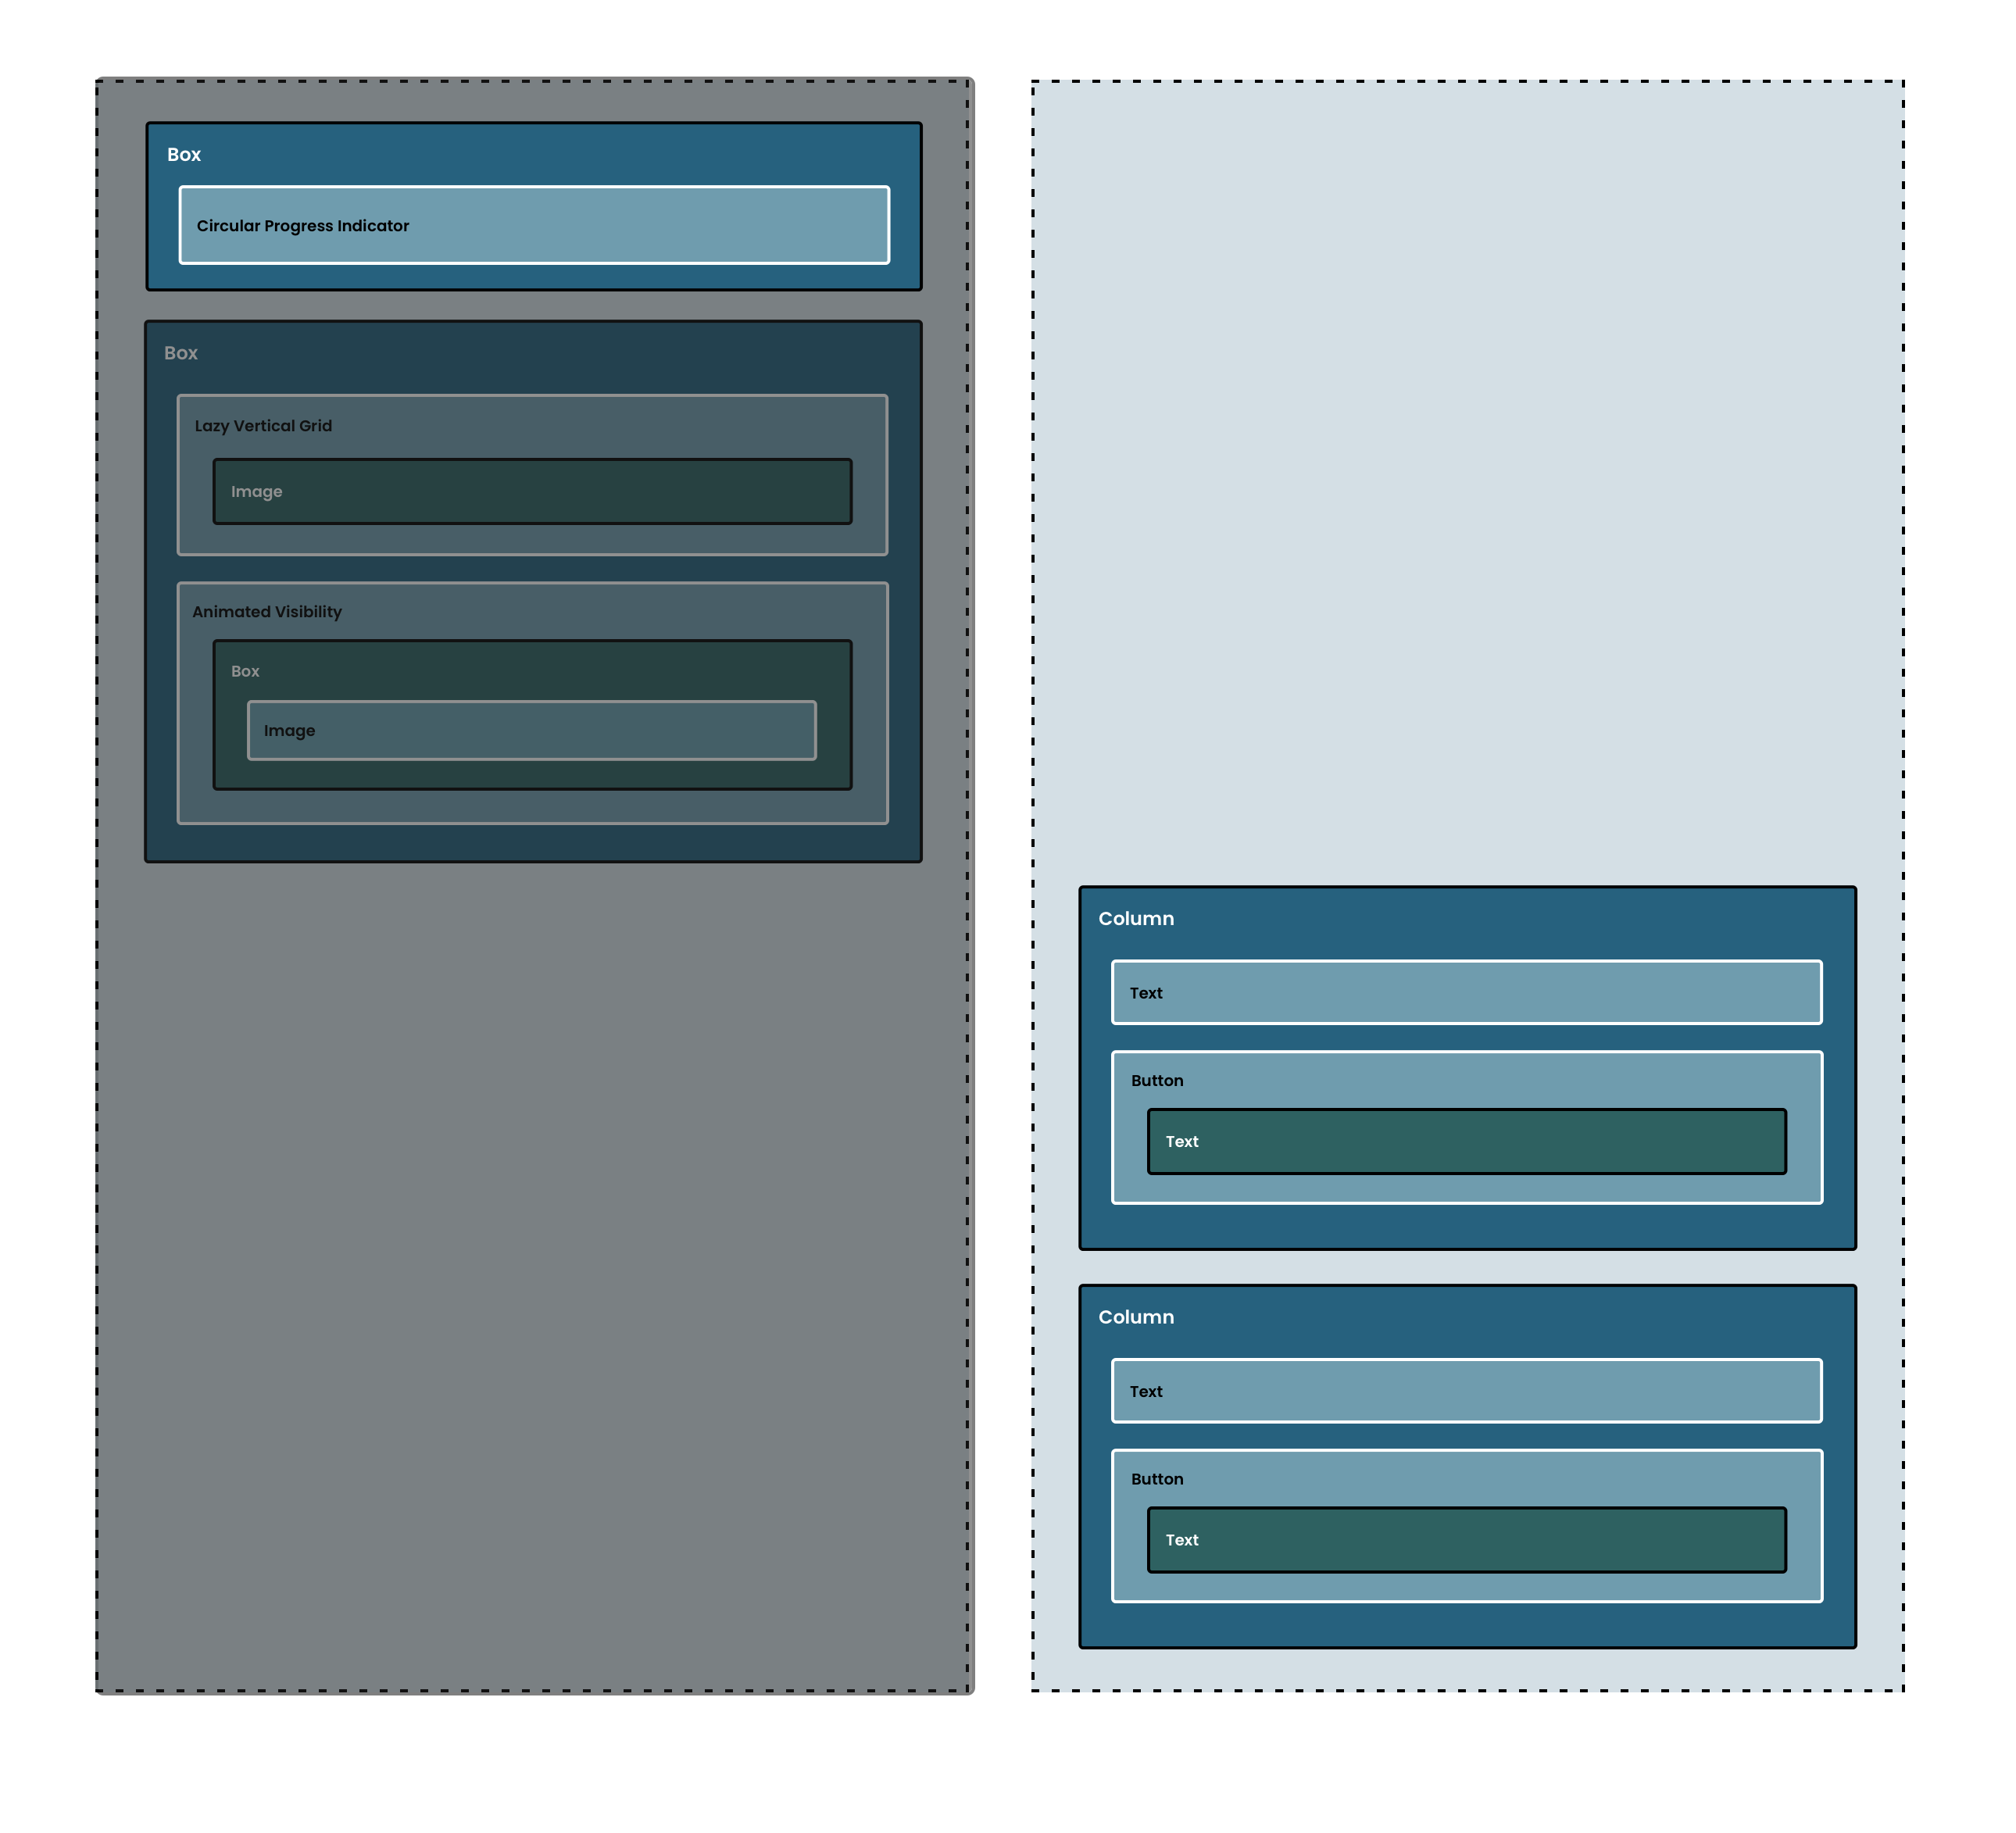 Box
Circular Progress Indicator
Box
Lazy Vertical Grid
Image
Animated Visibility
Box
Image
Column
Text
Button
Text
Column
Text
Button
Text